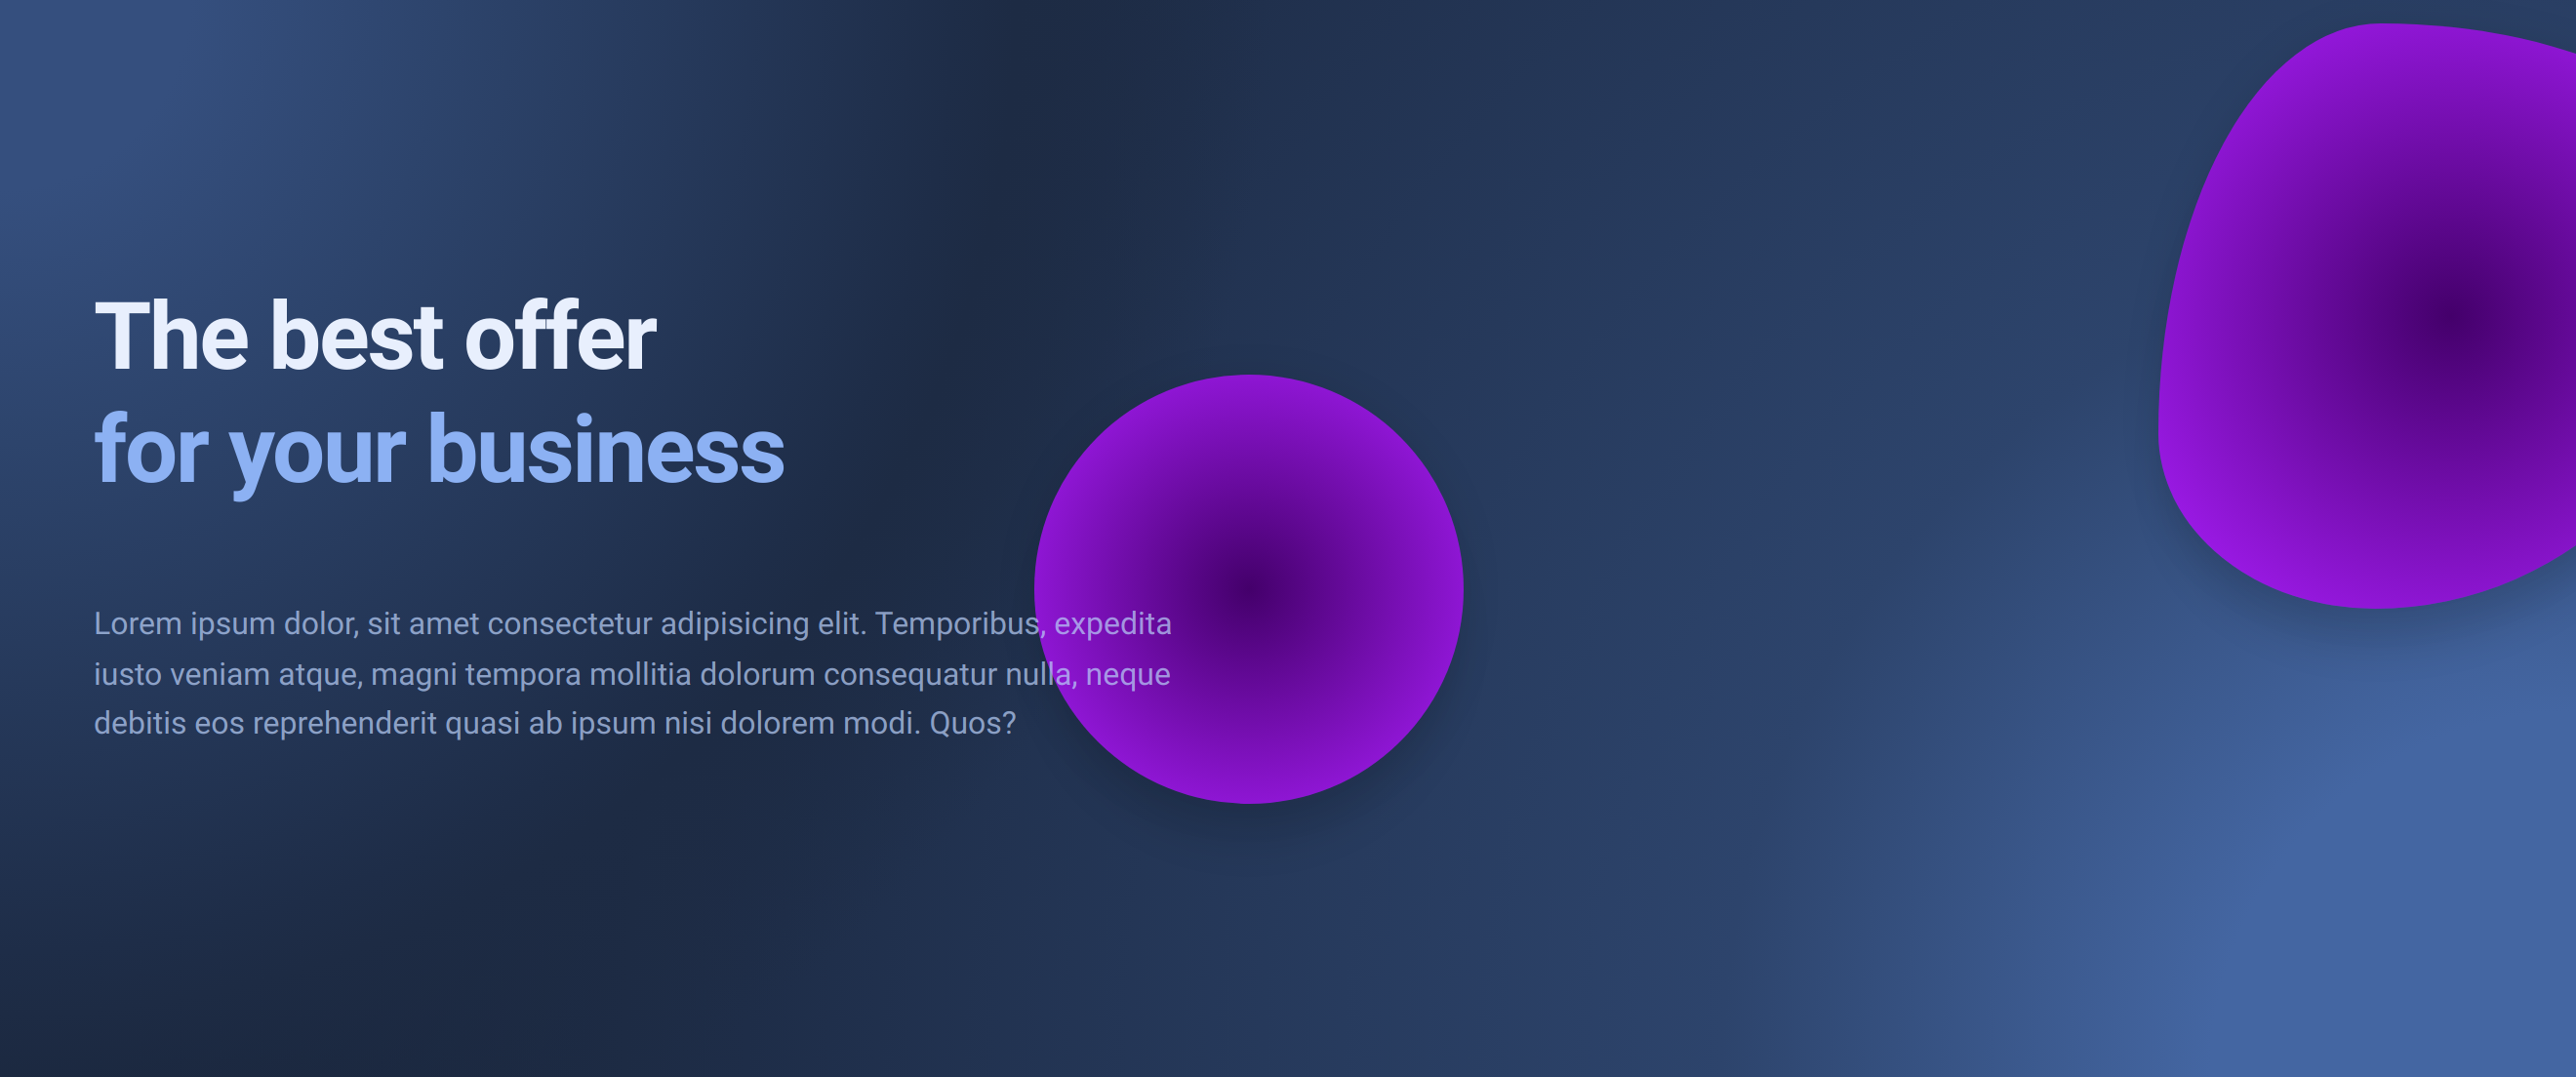 The best offer
for your business
Lorem ipsum dolor, sit amet consectetur adipisicing elit. Temporibus, expedita
iusto veniam atque, magni tempora mollitia dolorum consequatur nulla, neque
debitis eos reprehenderit quasi ab ipsum nisi dolorem modi. Quos?